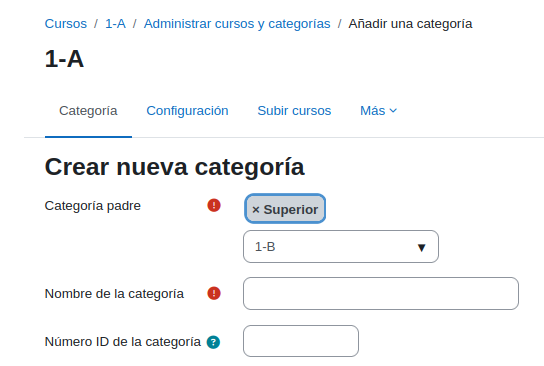 Cursos / 1-A / Administrar cursos y categorías / Añadir una categoría
1-A
Categoría Configuración Subir cursos Más
Crear nueva categoría
Categoría padre ! × Superior
1-B ▼
Nombre de la categoría !
Número ID de la categoría ?